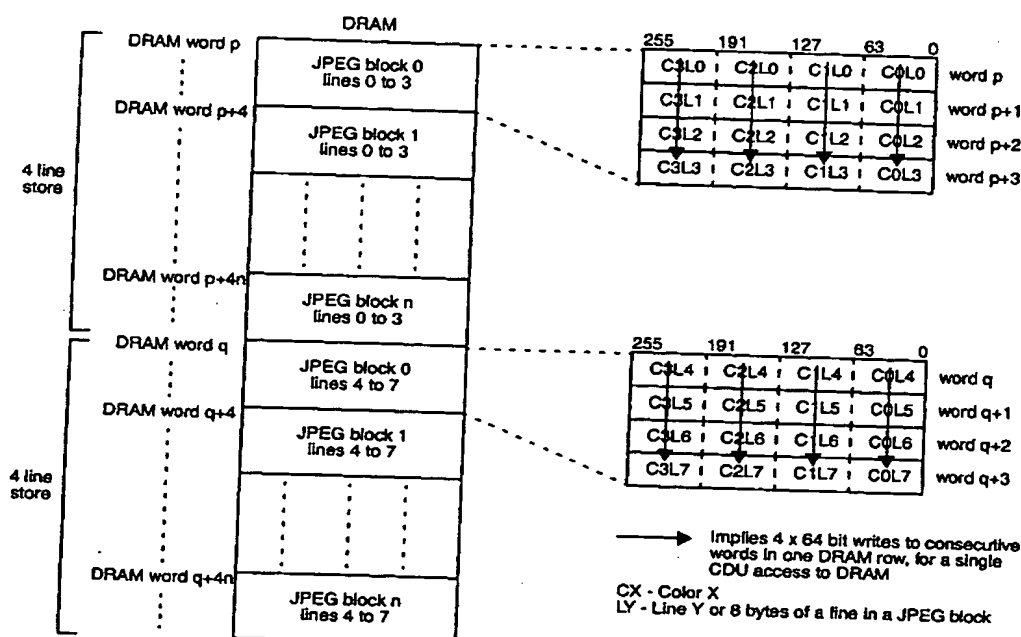 DRAM
DRAM word p
JPEG block 0
lines 0 to 3
DRAM word p+4
JPEG block 1
lines 0 to 3
4 line
store
DRAM word p+4n
JPEG block n
lines 0 to 3
DRAM word q
JPEG block 0
lines 4 to 7
DRAM word q+4
JPEG block 1
lines 4 to 7
4 line
store
DRAM word q+4n
JPEG block n
lines 4 to 7
255 191 127 63 0
C3L0 C2L0 C1L0 C0L0 word p
C3L1 C2L1 C1L1 C0L1 word p+1
C3L2 C2L2 C1L2 C0L2 word p+2
C3L3 C2L3 C1L3 C0L3 word p+3
255 191 127 63 0
C3L4 C2L4 C1L4 C0L4 word q
C3L5 C2L5 C1L5 C0L5 word q+1
C3L6 C2L6 C1L6 C0L6 word q+2
C3L7 C2L7 C1L7 C0L7 word q+3
Implies 4 x 64 bit writes to consecutive
words in one DRAM row, for a single
CDU access to DRAM
CX - Color X
LY - Line Y or 8 bytes of a line in a JPEG block